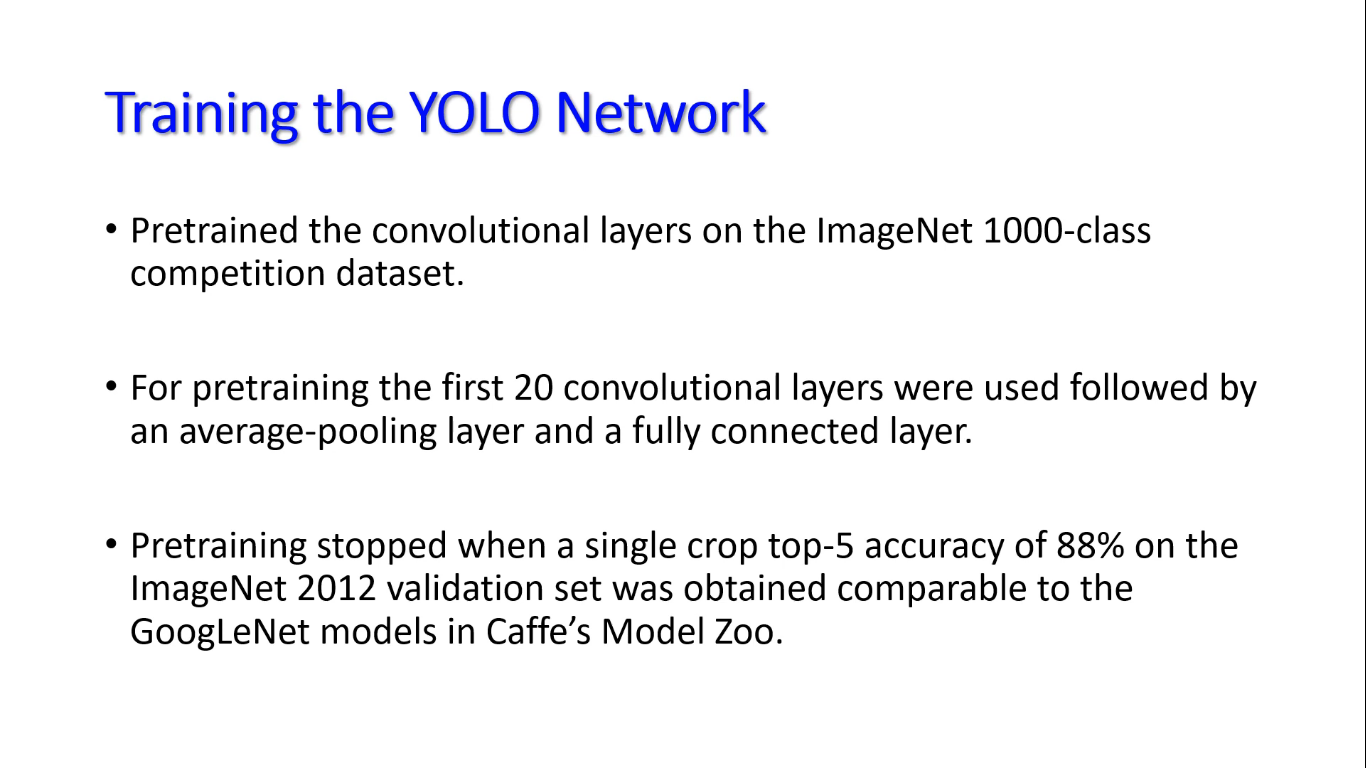 Training the YOLO Network
• Pretrained the convolutional layers on the ImageNet 1000-class
competition dataset.
• For pretraining the first 20 convolutional layers were used followed by
an average-pooling layer and a fully connected layer.
• Pretraining stopped when a single crop top-5 accuracy of 88% on the
ImageNet 2012 validation set was obtained comparable to the
GoogLeNet models in Caffe’s Model Zoo.